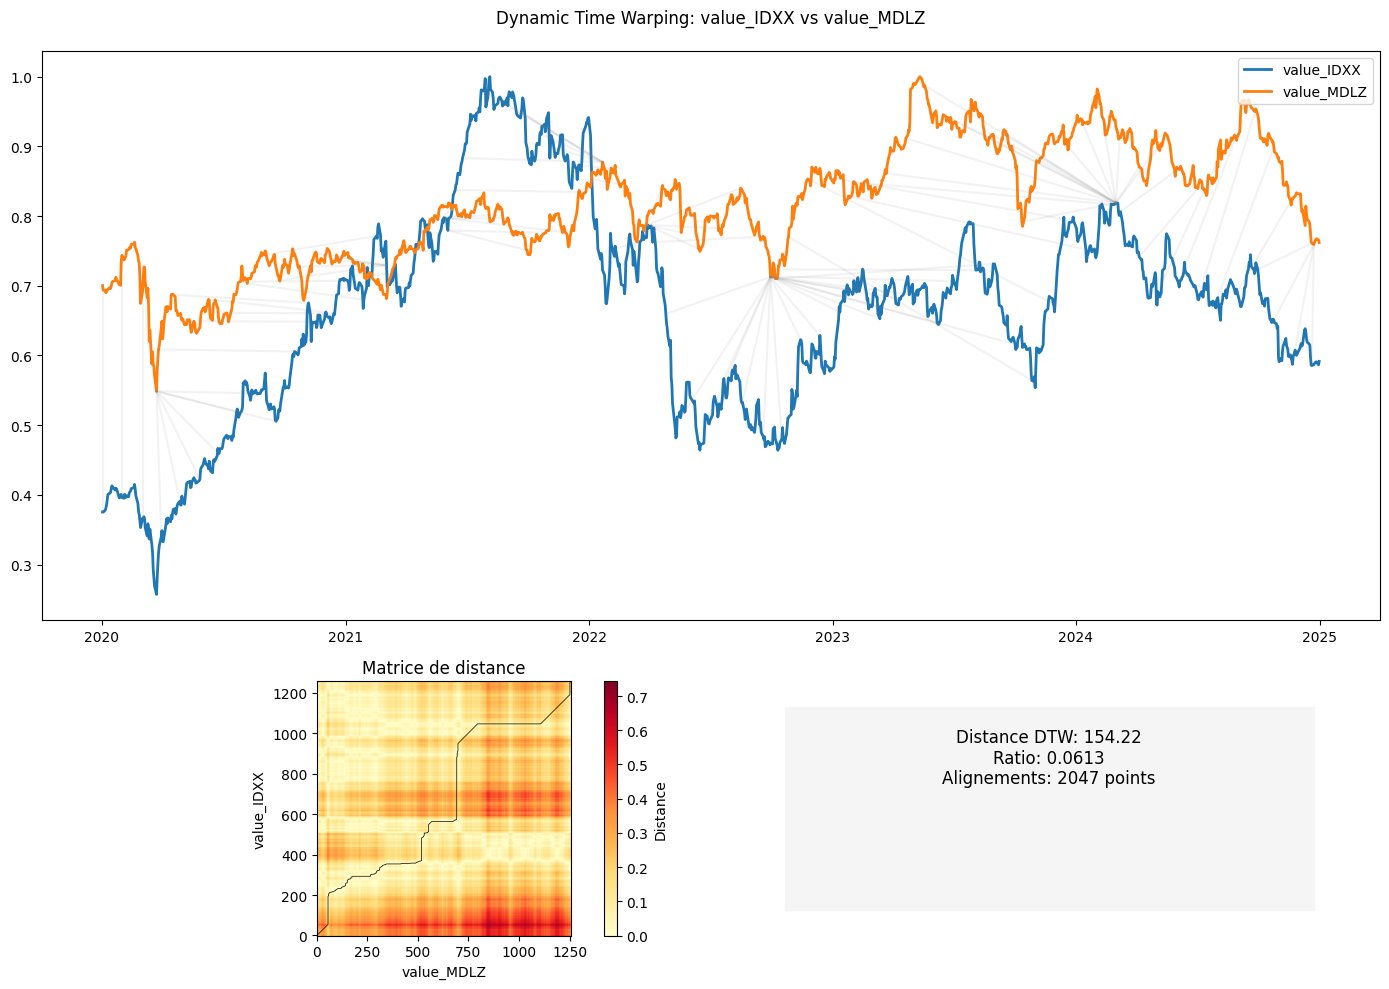 Dynamic Time Warping: value_IDXX vs value_MDLZ
1.0
0.9
0.8
0.7
0.6
0.5
0.4
0.3
value_IDXX
value_MDLZ
2020 2021 2022 2023 2024 2025
Matrice de distance
1200
1000
800
600
400
200
0
value_IDXX
0 250 500 750 1000 1250
value_MDLZ
0.7
0.6
0.5
0.4
0.3
0.2
0.1
0.0
Distance
Distance DTW: 154.22
Ratio: 0.0613
Alignements: 2047 points